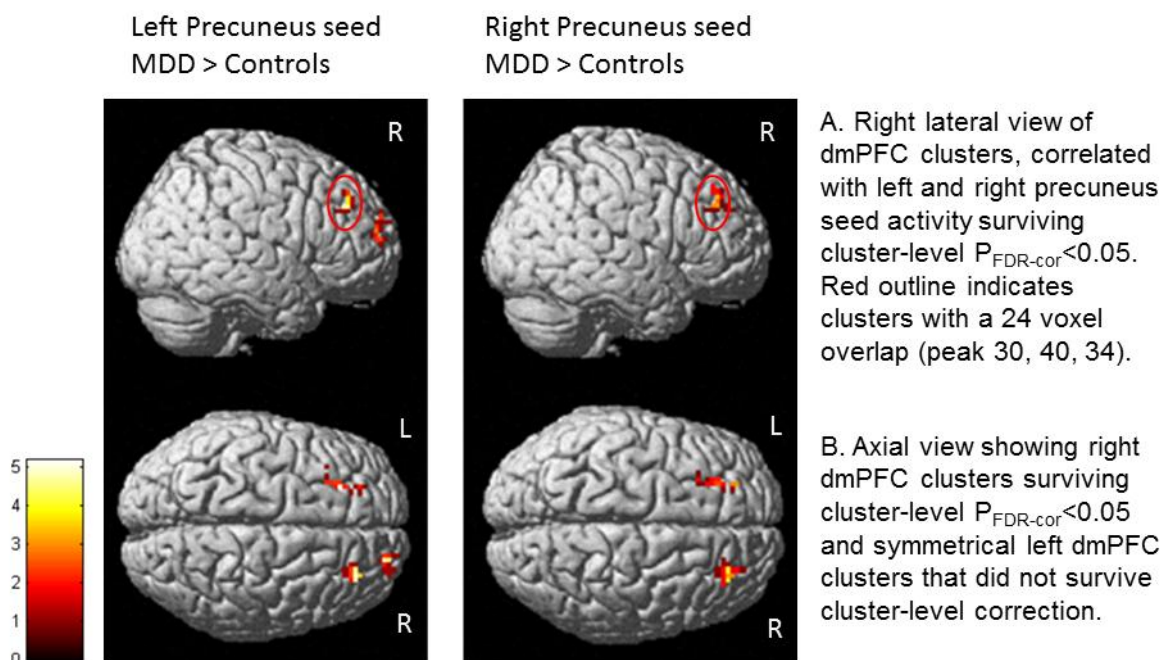 Left Precuneus seed
MDD > Controls
Right Precuneus seed
MDD > Controls
R
R
A. Right lateral view of
dmPFC clusters, correlated
with left and right precuneus
seed activity surviving
cluster-level PFDR-cor<0.05.
Red outline indicates
clusters with a 24 voxel
overlap (peak 30, 40, 34).
L
L
R
R
5
4
3
2
1
0
B. Axial view showing right
dmPFC clusters surviving
cluster-level PFDR-cor<0.05
and symmetrical left dmPFC
clusters that did not survive
cluster-level correction.